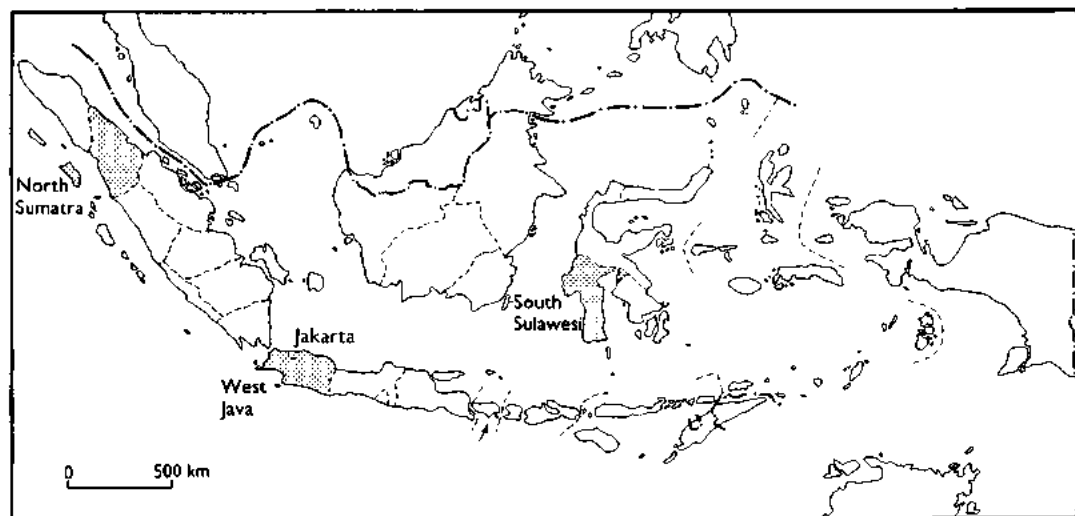 North
Sumatra
South
Sulawesi
Jakarta
West
Java
0 500 km